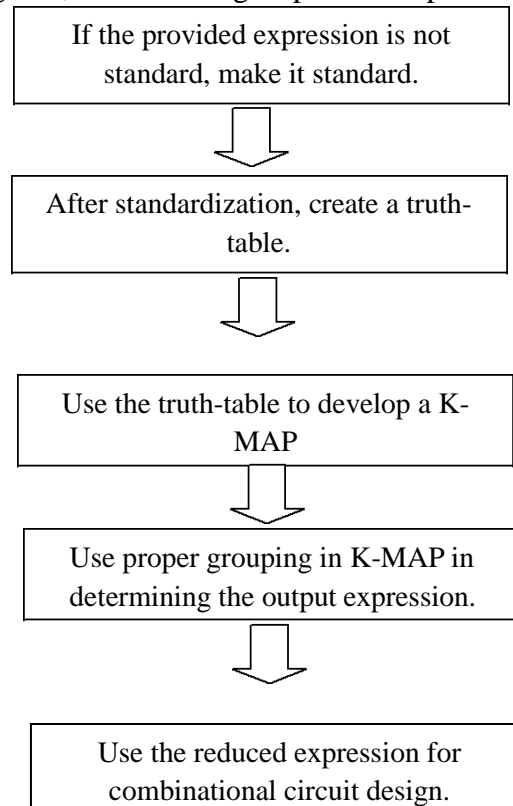 If the provided expression is not
standard, make it standard.
After standardization, create a truth-
table.
Use the truth-table to develop a K-
MAP
Use proper grouping in K-MAP in
determining the output expression.
Use the reduced expression for
combinational circuit design.